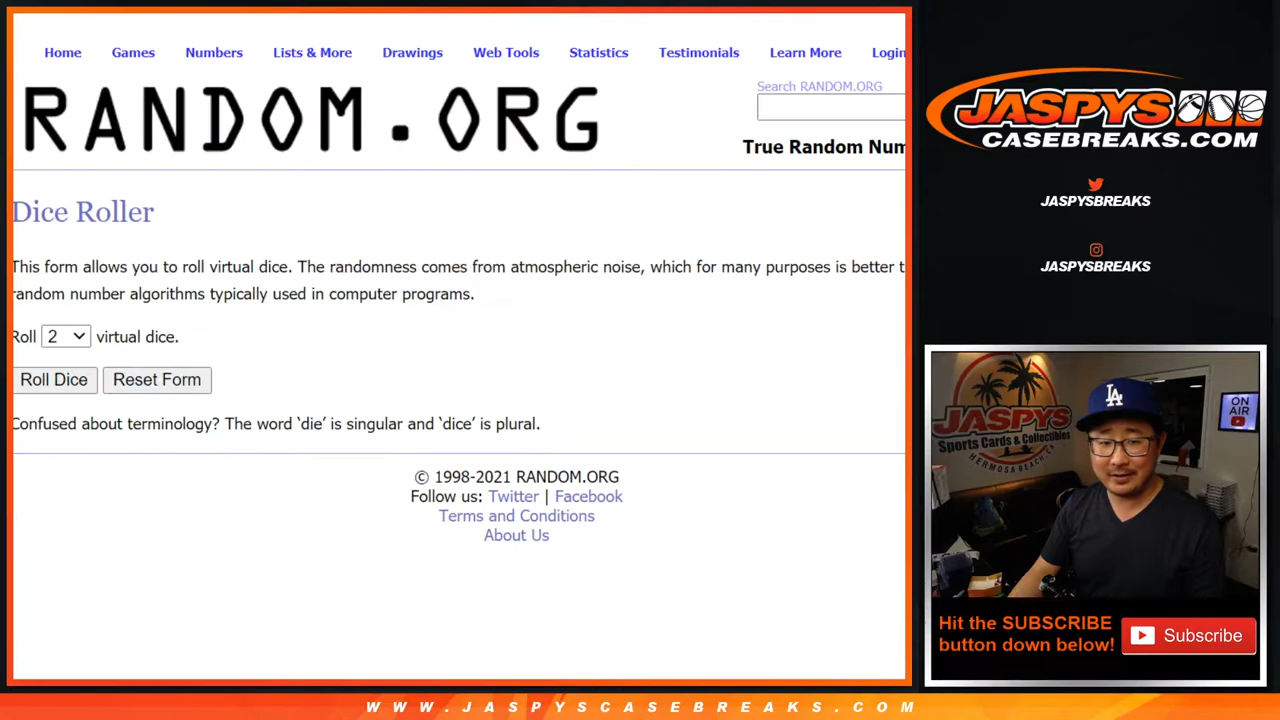 Home Games Numbers Lists & More Drawings Web Tools Statistics Testimonials Learn More Login
RANDOM.ORG
Search RANDOM.ORG
True Random Num
Dice Roller
This form allows you to roll virtual dice. The randomness comes from atmospheric noise, which for many purposes is better t
random number algorithms typically used in computer programs.
Roll 2 virtual dice.
Roll Dice Reset Form
Confused about terminology? The word ‘die’ is singular and ‘dice’ is plural.
© 1998-2021 RANDOM.ORG
Follow us: Twitter | Facebook
Terms and Conditions
About Us
JASPYS
CASEBREAKS.COM
JASPYSBREAKS
JASPYSBREAKS
JASPYS
Sports Cards & Collectibles
HERMOSA BEACH, CA
LA
ON
AIR
Hit the SUBSCRIBE
button down below!
Subscribe
WWW.JASPYSCASEBREAKS.COM